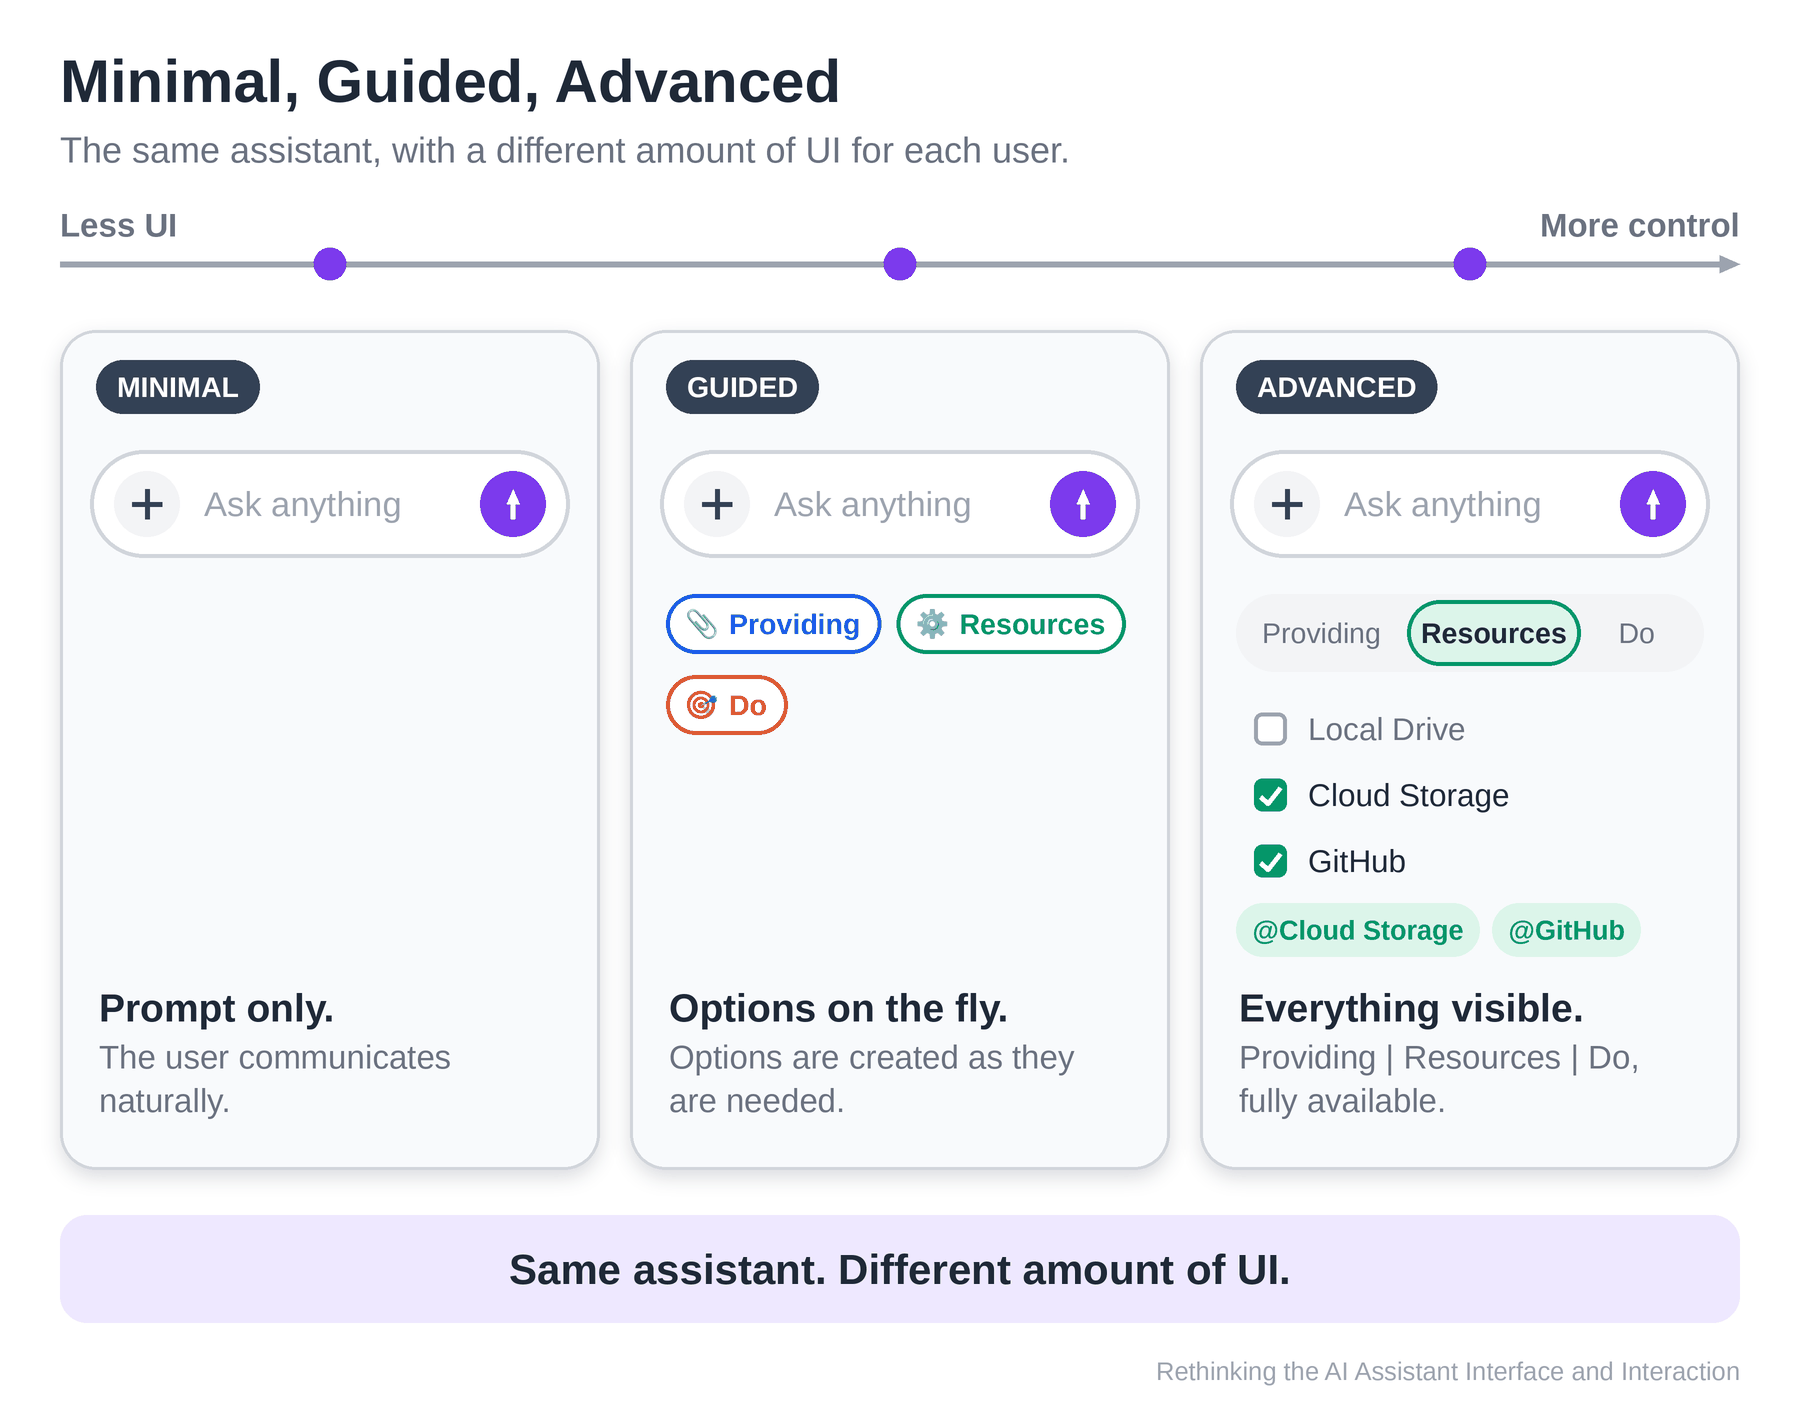 Minimal, Guided, Advanced
The same assistant, with a different amount of UI for each user.
Less UI
More control
MINIMAL
Ask anything
Prompt only.
The user communicates
naturally.
GUIDED
Ask anything
Providing
Resources
Do
Options on the fly.
Options are created as they
are needed.
ADVANCED
Ask anything
Providing Resources Do
Local Drive
Cloud Storage
GitHub
@Cloud Storage @GitHub
Everything visible.
Providing | Resources | Do,
fully available.
Same assistant. Different amount of UI.
Rethinking the AI Assistant Interface and Interaction